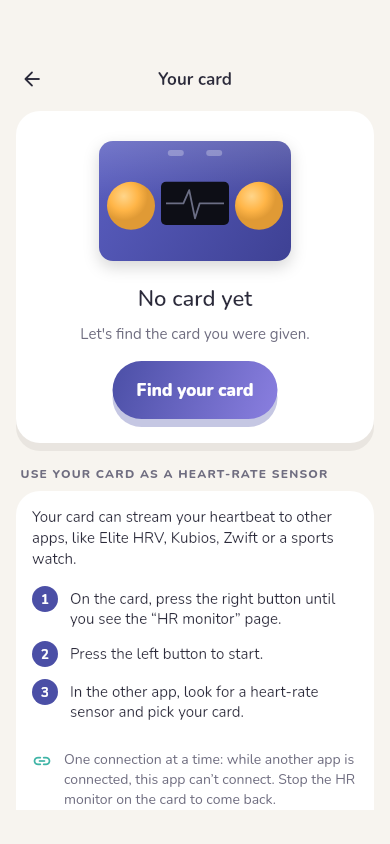 Your card
No card yet
Let's find the card you were given.
Find your card
USE YOUR CARD AS A HEART-RATE SENSOR
Your card can stream your heartbeat to other
apps, like Elite HRV, Kubios, Zwift or a sports
watch.
1 On the card, press the right button until
you see the “HR monitor” page.
2 Press the left button to start.
3 In the other app, look for a heart-rate
sensor and pick your card.
One connection at a time: while another app is
connected, this app can’t connect. Stop the HR
monitor on the card to come back.